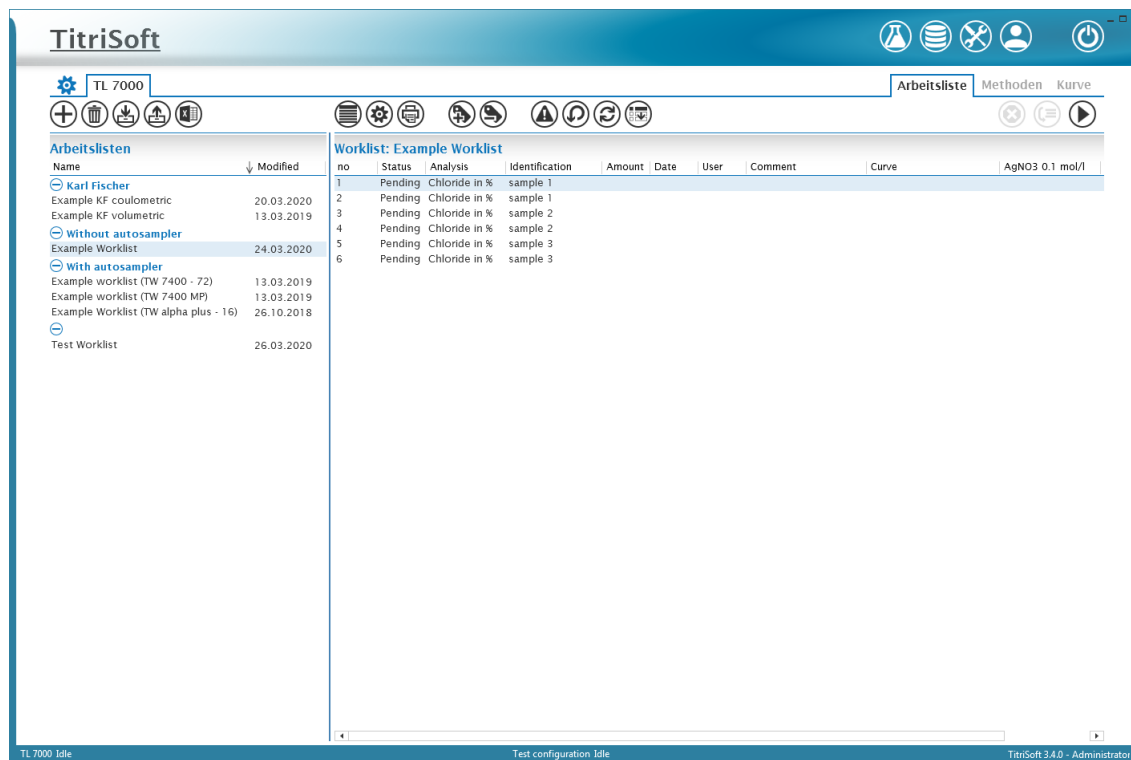 TitriSoft
TL 7000
Arbeitsliste Methoden Kurve
Arbeitslisten
Name Modified
Karl Fischer
Example KF coulometric 20.03.2020
Example KF volumetric 13.03.2019
Without autosampler
Example Worklist 24.03.2020
With autosampler
Example worklist (TW 7400 - 72) 13.03.2019
Example worklist (TW 7400 MP) 13.03.2019
Example Worklist (TW alpha plus - 16) 26.10.2018
Test Worklist 26.03.2020
Worklist: Example Worklist
no Status Analysis Identification Amount Date User Comment Curve AgNO3 0.1 mol/l
1 Pending Chloride in % sample 1
2 Pending Chloride in % sample 1
3 Pending Chloride in % sample 2
4 Pending Chloride in % sample 2
5 Pending Chloride in % sample 3
6 Pending Chloride in % sample 3
TL 7000 Idle Test configuration Idle TitriSoft 3.4.0 - Administrator